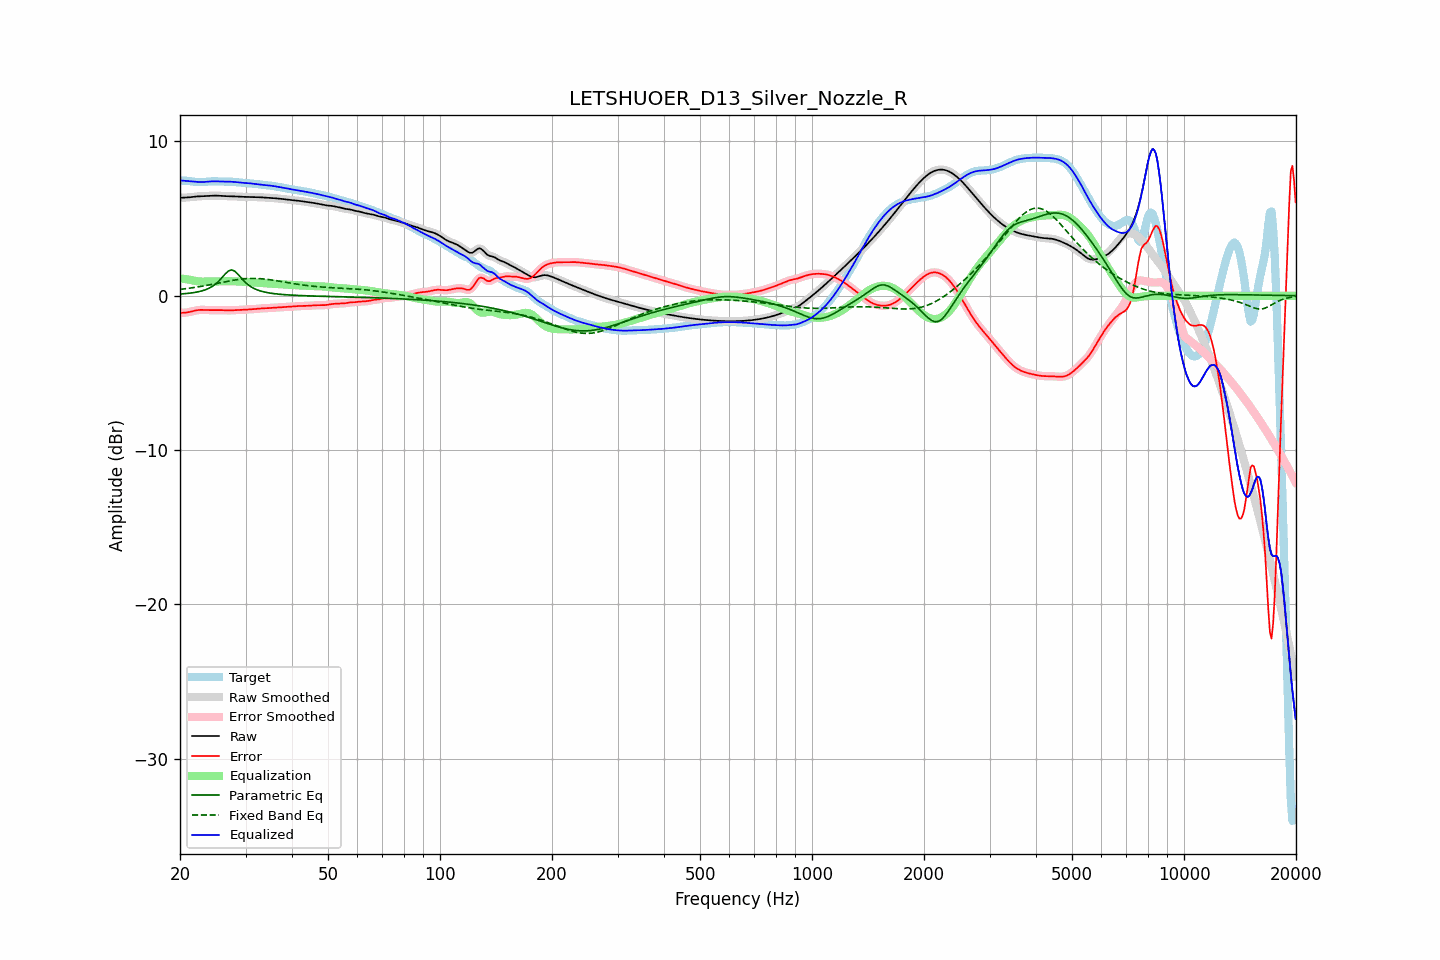 LETSHUOER_D13_Silver_Nozzle_R
10
0
−10
−20
−30
Amplitude (dBr)
Target
Raw Smoothed
Error Smoothed
Raw
Error
Equalization
Parametric Eq
Fixed Band Eq
Equalized
20 50 100 200 500 1000 2000 5000 10000 20000
Frequency (Hz)